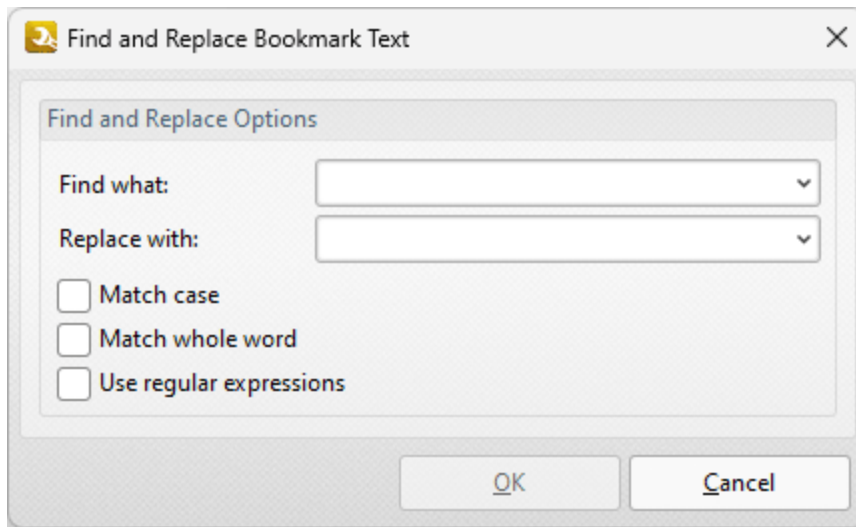 Find and Replace Bookmark Text
Find and Replace Options
Find what:
Replace with:
Match case
Match whole word
Use regular expressions
OK Cancel